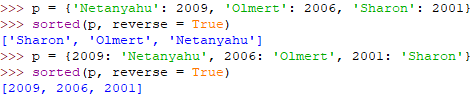 >>> p = {'Netanyahu': 2009, 'Olmert': 2006, 'Sharon': 2001}
>>> sorted(p, reverse = True)
['Sharon', 'Olmert', 'Netanyahu']
>>> p = {2009: 'Netanyahu', 2006: 'Olmert', 2001: 'Sharon'}
>>> sorted(p, reverse = True)
[2009, 2006, 2001]